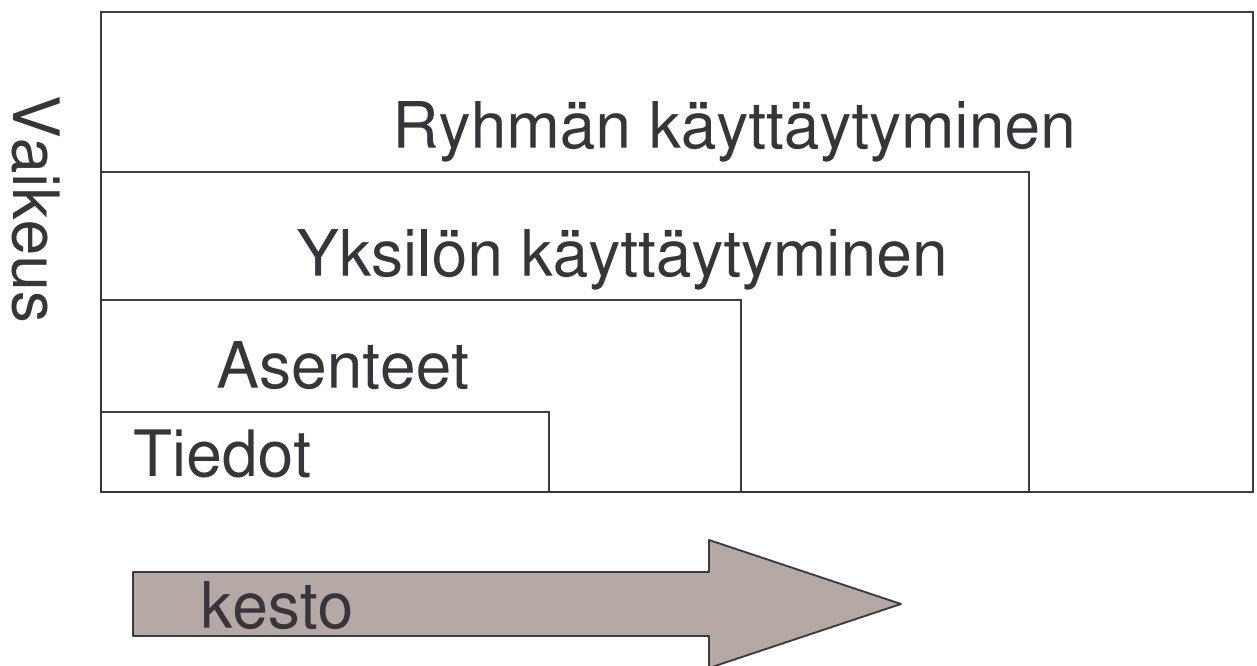 Vaikeus
Ryhmän käyttäytyminen
Yksilön käyttäytyminen
Asenteet
Tiedot
kesto